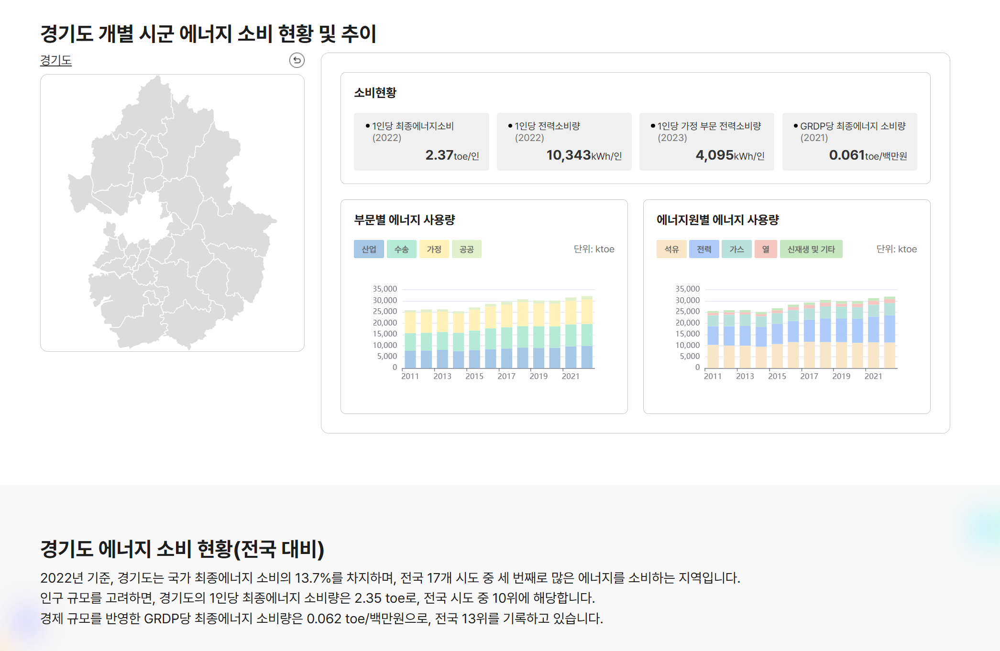 경기도 개별 시군 에너지 소비 현황 및 추이
경기도
소비현황
1인당 최종에너지소비
(2022)
2.37toe/인
1인당 전력소비량
(2022)
10,343kWh/인
1인당 가정 부문 전력소비량
(2023)
4,095kWh/인
GRDP당 최종에너지 소비량
(2021)
0.061toe/백만원
부문별 에너지 사용량
산업 수송 가정 공공
단위: ktoe
35,000
30,000
25,000
20,000
15,000
10,000
5,000
0
2011 2013 2015 2017 2019 2021
에너지원별 에너지 사용량
석유 전력 가스 열 신재생 및 기타
단위: ktoe
35,000
30,000
25,000
20,000
15,000
10,000
5,000
0
2011 2013 2015 2017 2019 2021
경기도 에너지 소비 현황(전국 대비)
2022년 기준, 경기도는 국가 최종에너지 소비의 13.7%를 차지하며, 전국 17개 시도 중 세 번째로 많은 에너지를 소비하는 지역입니다.
인구 규모를 고려하면, 경기도의 1인당 최종에너지 소비량은 2.35 toe로, 전국 시도 중 10위에 해당합니다.
경제 규모를 반영한 GRDP당 최종에너지 소비량은 0.062 toe/백만원으로, 전국 13위를 기록하고 있습니다.